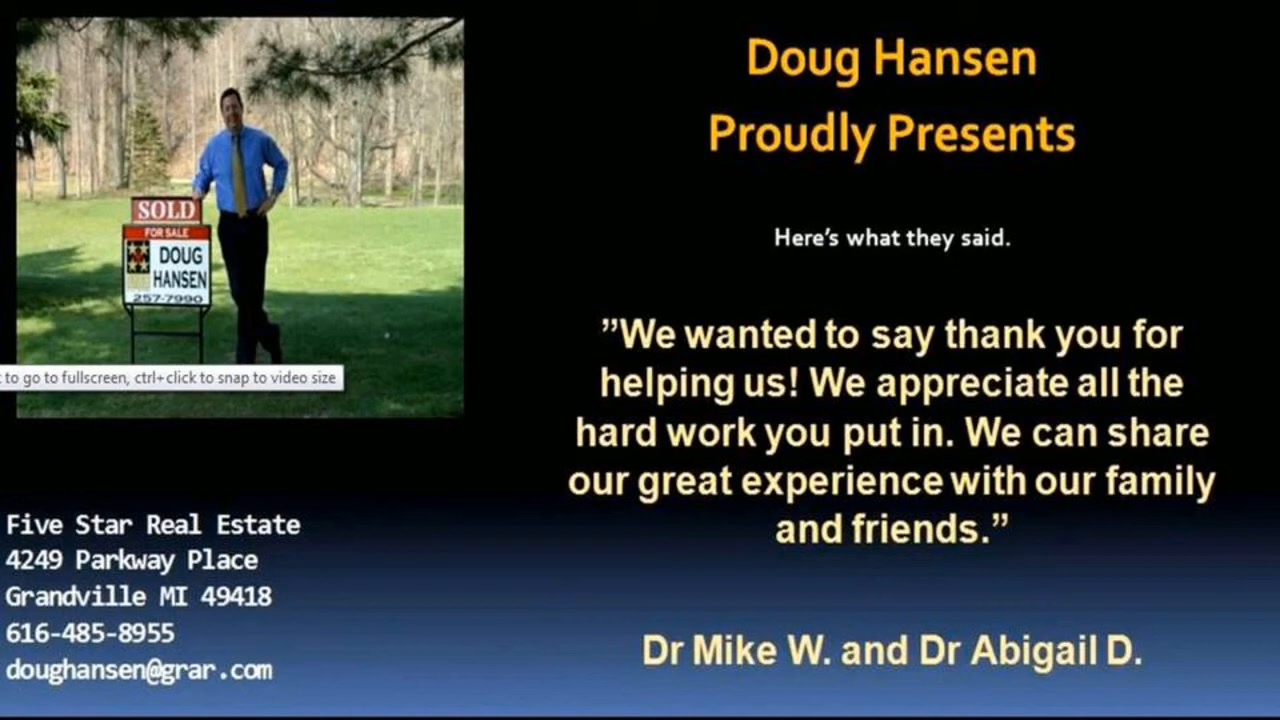 Doug Hansen
Proudly Presents
Here's what they said.
”We wanted to say thank you for
helping us! We appreciate all the
hard work you put in. We can share
our great experience with our family
and friends.”
Dr Mike W. and Dr Abigail D.
SOLD
FOR SALE
DOUG
HANSEN
257-7990
to go to fullscreen, ctrl+click to snap to video size
Five Star Real Estate
4249 Parkway Place
Grandville MI 49418
616-485-8955
doughansen@grar.com